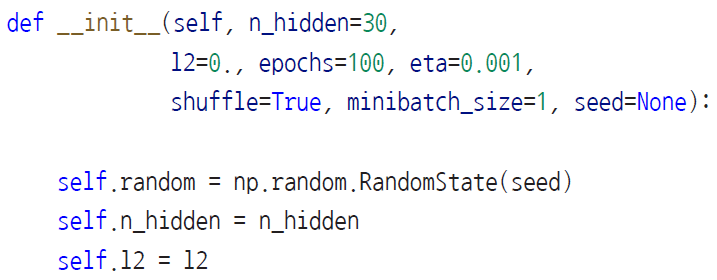 def __init__(self, n_hidden=30,
l2=0., epochs=100, eta=0.001,
shuffle=True, minibatch_size=1, seed=None):
self.random = np.random.RandomState(seed)
self.n_hidden = n_hidden
self.l2 = l2